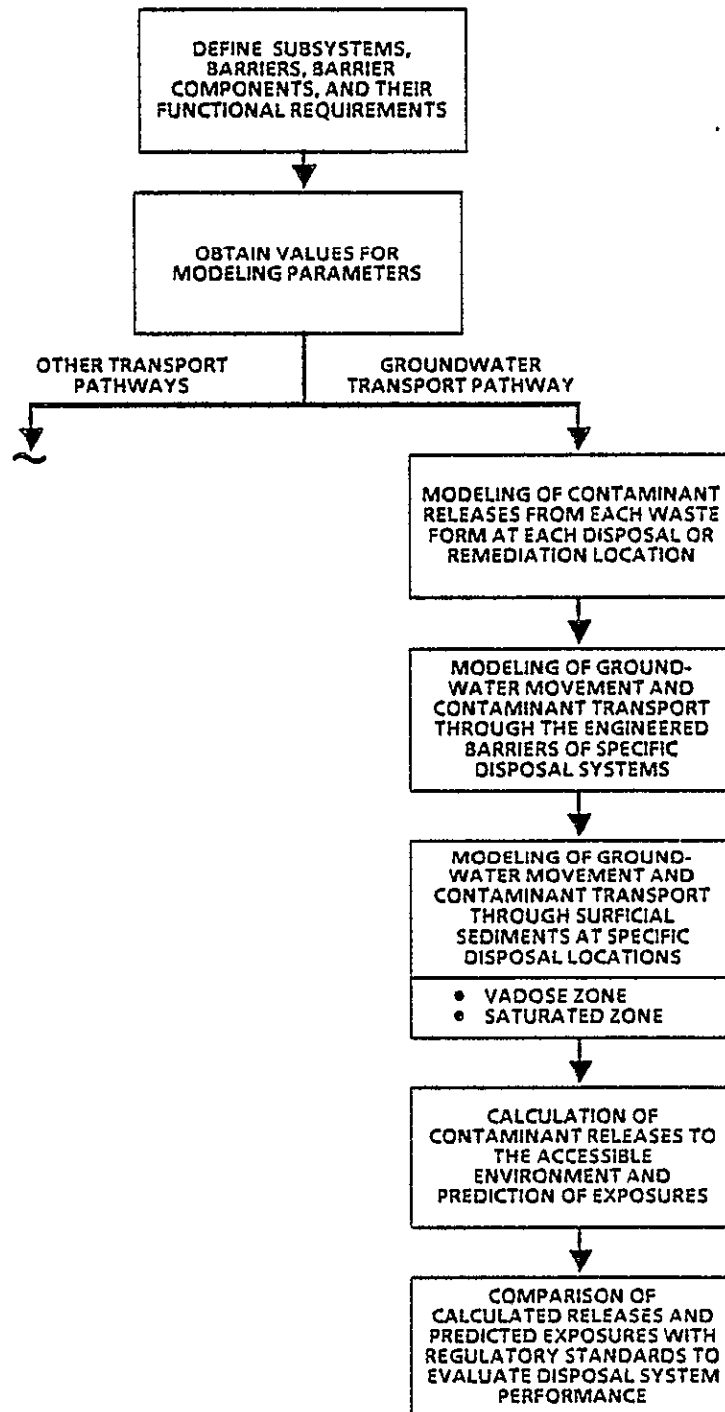 DEFINE SUBSYSTEMS,
BARRIERS, BARRIER
COMPONENTS, AND THEIR
FUNCTIONAL REQUIREMENTS
OBTAIN VALUES FOR
MODELING PARAMETERS
OTHER TRANSPORT
PATHWAYS
GROUNDWATER
TRANSPORT PATHWAY
MODELING OF CONTAMINANT
RELEASES FROM EACH WASTE
FORM AT EACH DISPOSAL OR
REMEDIATION LOCATION
MODELING OF GROUND-
WATER MOVEMENT AND
CONTAMINANT TRANSPORT
THROUGH THE ENGINEERED
BARRIERS OF SPECIFIC
DISPOSAL SYSTEMS
MODELING OF GROUND-
WATER MOVEMENT AND
CONTAMINANT TRANSPORT
THROUGH SURFICIAL
SEDIMENTS AT SPECIFIC
DISPOSAL LOCATIONS
• VADOSE ZONE
• SATURATED ZONE
CALCULATION OF
CONTAMINANT RELEASES TO
THE ACCESSIBLE
ENVIRONMENT AND
PREDICTION OF EXPOSURES
COMPARISON OF
CALCULATED RELEASES AND
PREDICTED EXPOSURES WITH
REGULATORY STANDARDS TO
EVALUATE DISPOSAL SYSTEM
PERFORMANCE